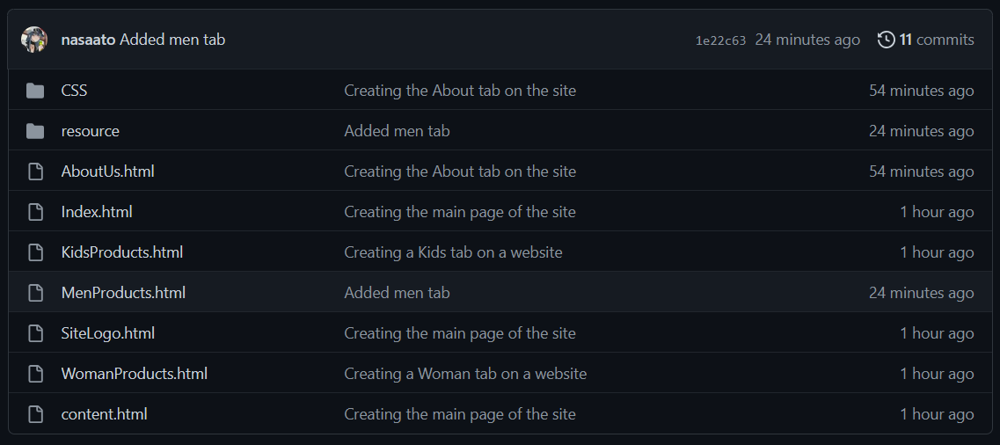 nasaato Added men tab 1e22c63 24 minutes ago 11 commits
CSS Creating the About tab on the site 54 minutes ago
resource Added men tab 24 minutes ago
AboutUs.html Creating the About tab on the site 54 minutes ago
Index.html Creating the main page of the site 1 hour ago
KidsProducts.html Creating a Kids tab on a website 1 hour ago
MenProducts.html Added men tab 24 minutes ago
SiteLogo.html Creating the main page of the site 1 hour ago
WomanProducts.html Creating a Woman tab on a website 1 hour ago
content.html Creating the main page of the site 1 hour ago